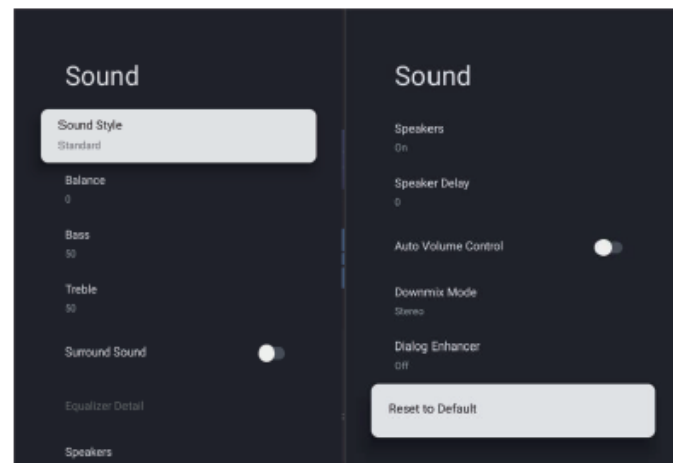 Sound
Sound Style
Standard
Balance
0
Bass
50
Treble
50
Surround Sound
Equalizer Detail
Speakers
Sound
Speakers
On
Speaker Delay
0
Auto Volume Control
Downmix Mode
Stereo
Dialog Enhancer
Off
Reset to Default